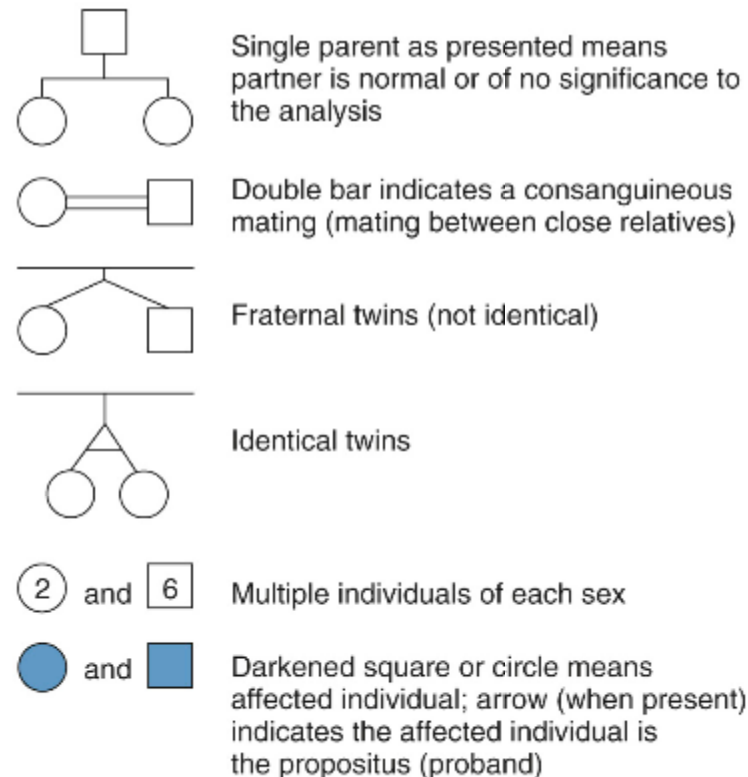 Single parent as presented means
partner is normal or of no significance to
the analysis
Double bar indicates a consanguineous
mating (mating between close relatives)
Fraternal twins (not identical)
Identical twins
2 and 6 Multiple individuals of each sex
and Darkened square or circle means
affected individual; arrow (when present)
indicates the affected individual is
the propositus (proband)